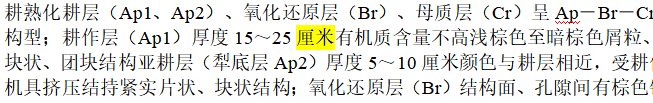 耕熟化耕层（Ap1、Ap2）、氧化还原层（Br）、母质层（Cr）呈 Ap－Br－Cr
构型；耕作层（Ap1）厚度 15～25 厘米有机质含量不高浅棕色至暗棕色屑粒、
块状、团块结构亚耕层（犁底层 Ap2）厚度 5～10 厘米颜色与耕层相近，受耕
机具挤压结持紧实片状、块状结构；氧化还原层（Br）结构面、孔隙间有棕色